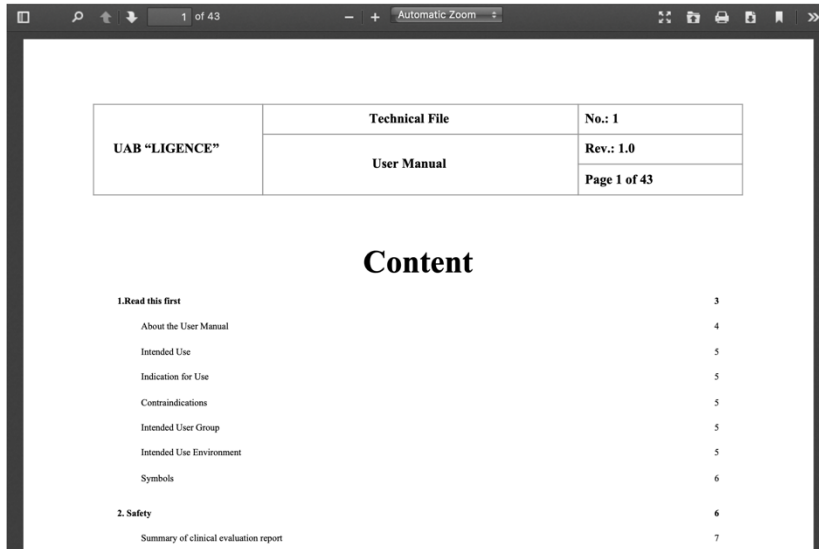 1 of 43
Automatic Zoom
UAB “LIGENCE”
Technical File
User Manual
No.: 1
Rev.: 1.0
Page 1 of 43
Content
1.Read this first 3
About the User Manual 4
Intended Use 5
Indication for Use 5
Contraindications 5
Intended User Group 5
Intended Use Environment 5
Symbols 6
2. Safety 6
Summary of clinical evaluation report 7